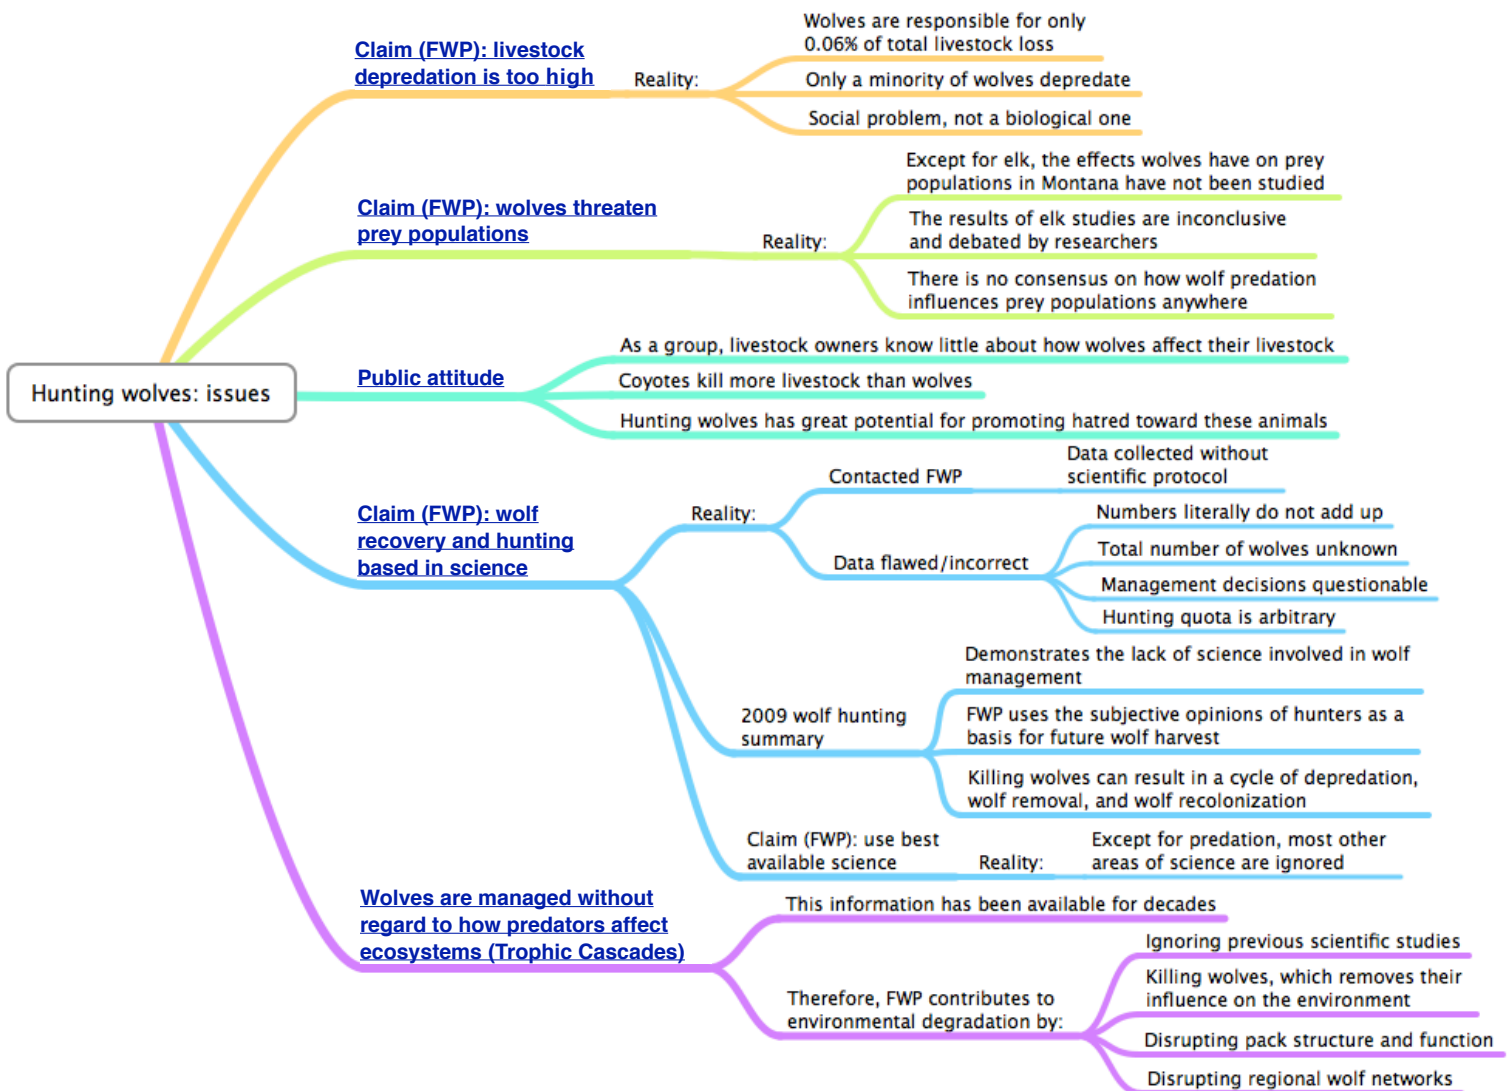 Wolves are responsible for only
0.06% of total livestock loss
Claim (FWP): livestock
depredation is too high
Reality:
Only a minority of wolves depredate
Social problem, not a biological one
Except for elk, the effects wolves have on prey
populations in Montana have not been studied
Claim (FWP): wolves threaten
prey populations
Reality:
The results of elk studies are inconclusive
and debated by researchers
There is no consensus on how wolf predation
influences prey populations anywhere
Hunting wolves: issues
Public attitude
As a group, livestock owners know little about how wolves affect their livestock
Coyotes kill more livestock than wolves
Hunting wolves has great potential for promoting hatred toward these animals
Claim (FWP): wolf
recovery and hunting
based in science
Reality:
Contacted FWP
Data collected without
scientific protocol
Data flawed/incorrect
Numbers literally do not add up
Total number of wolves unknown
Management decisions questionable
Hunting quota is arbitrary
2009 wolf hunting
summary
Demonstrates the lack of science involved in wolf
management
FWP uses the subjective opinions of hunters as a
basis for future wolf harvest
Killing wolves can result in a cycle of depredation,
wolf removal, and wolf recolonization
Claim (FWP): use best
available science
Reality:
Except for predation, most other
areas of science are ignored
Wolves are managed without
regard to how predators affect
ecosystems (Trophic Cascades)
This information has been available for decades
Therefore, FWP contributes to
environmental degradation by:
Ignoring previous scientific studies
Killing wolves, which removes their
influence on the environment
Disrupting pack structure and function
Disrupting regional wolf networks